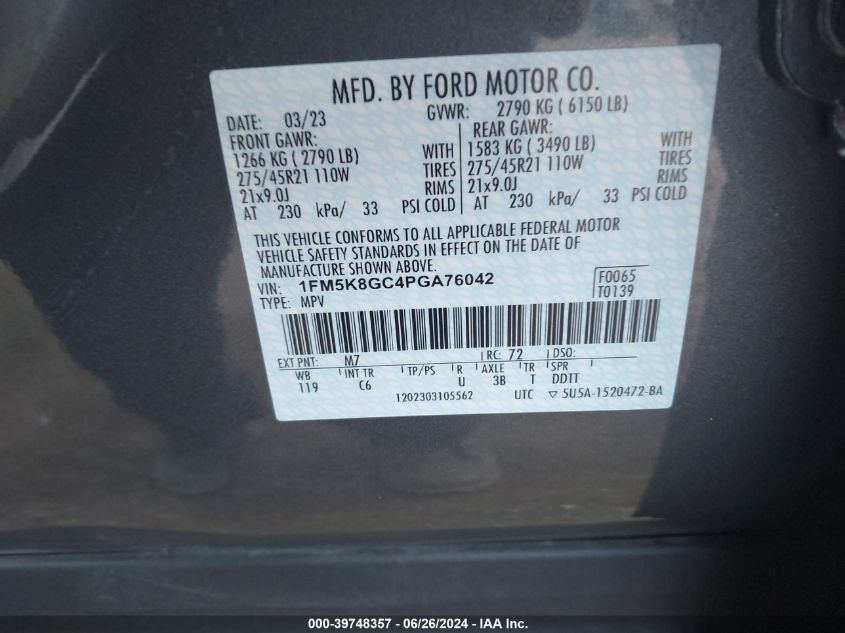 MFD. BY FORD MOTOR CO.
DATE: 03/23 GVWR: 2790 KG ( 6150 LB)
FRONT GAWR: REAR GAWR:
1266 KG ( 2790 LB) WITH 1583 KG ( 3490 LB) WITH
275/45R21 110W TIRES 275/45R21 110W TIRES
21x9.0J RIMS 21x9.0J RIMS
AT 230 kPa/ 33 PSI COLD AT 230 kPa/ 33 PSI COLD
THIS VEHICLE CONFORMS TO ALL APPLICABLE FEDERAL MOTOR
VEHICLE SAFETY STANDARDS IN EFFECT ON THE DATE OF
MANUFACTURE SHOWN ABOVE.
VIN: 1FM5K8GC4PGA76042 F0065
TYPE: MPV T0139
EXT PNT: M7 RC: 72 DSO:
WB INT TR TP/PS R AXLE TR SPR
119 C6 U 3B T DDTT
1202303105562 UTC ▽ 5U5A-1520472-BA
000-39748357 - 06/26/2024 - IAA Inc.